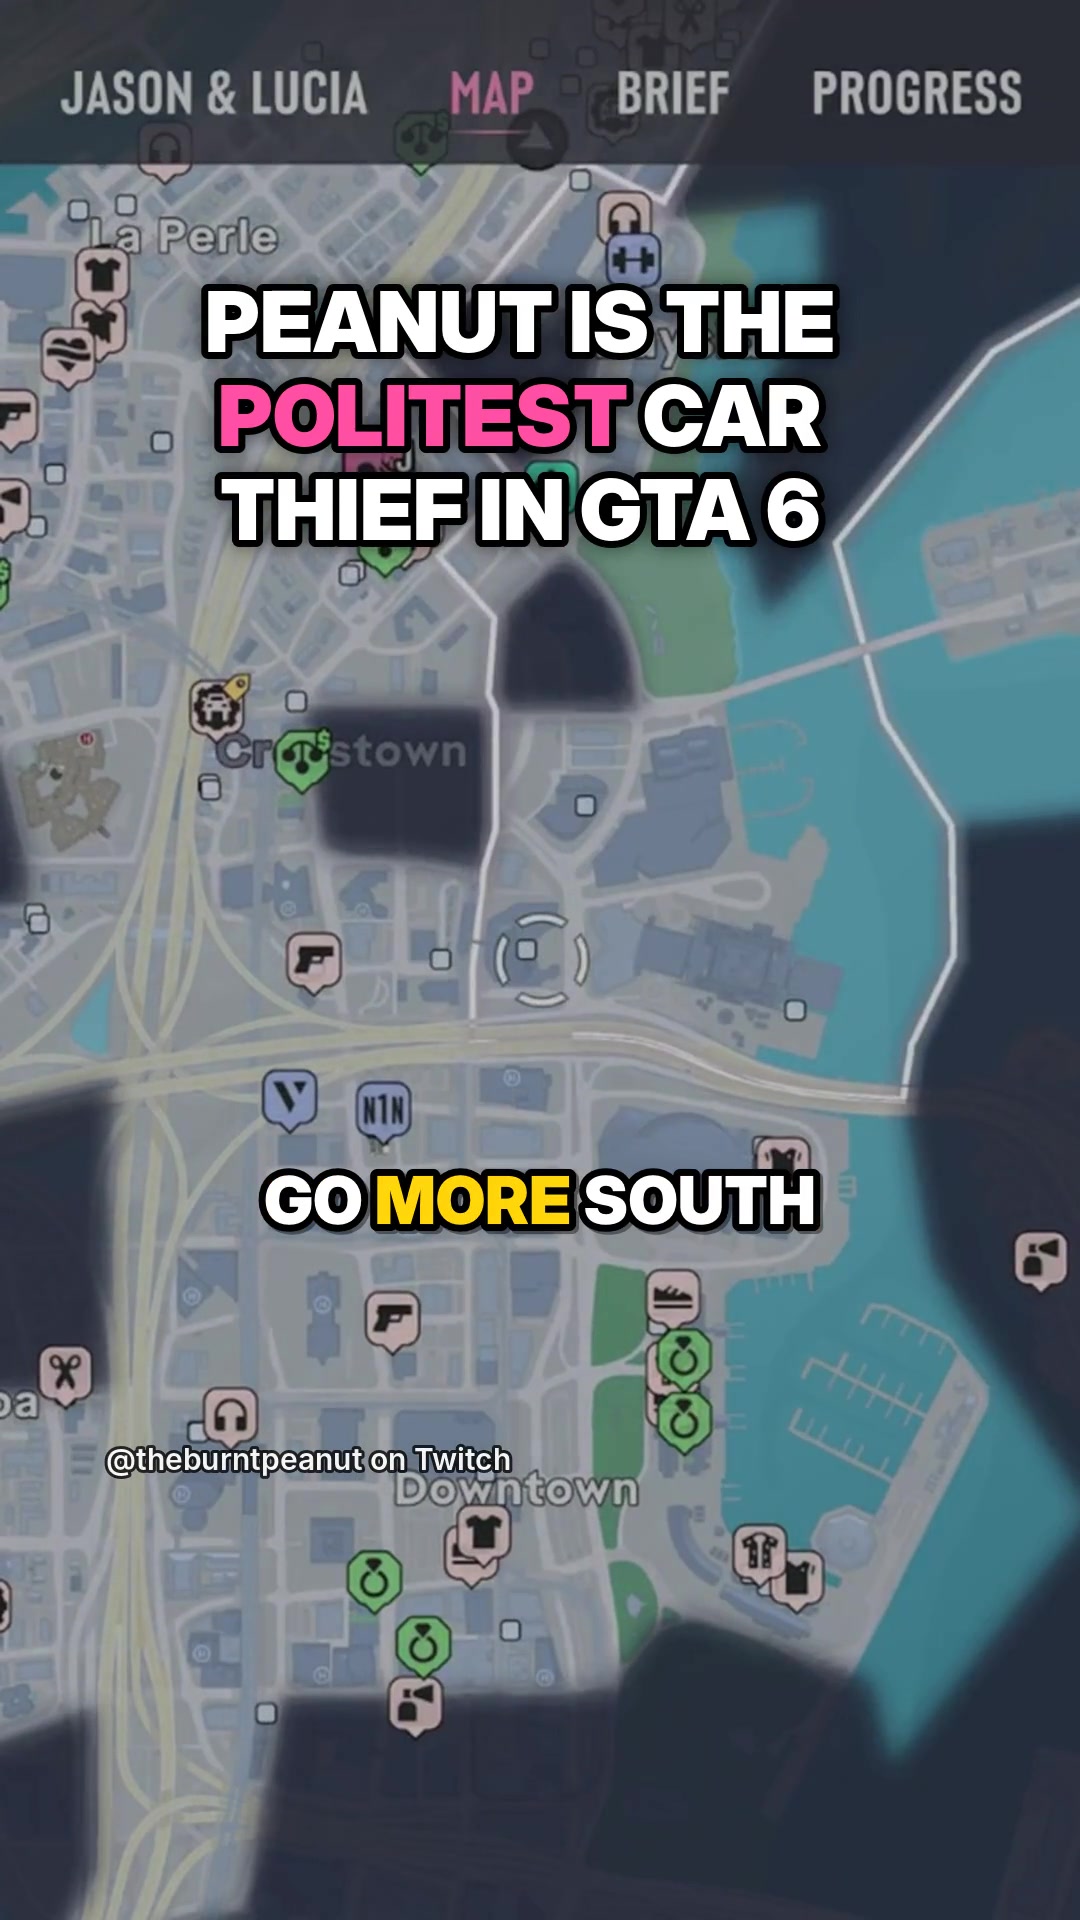 JASON & LUCIA MAP BRIEF PROGRESS
La Perle
PEANUT IS THE
POLITEST CAR
THIEF IN GTA 6
N1N
GO MORE SOUTH
@theburntpeanut on Twitch
Downtown